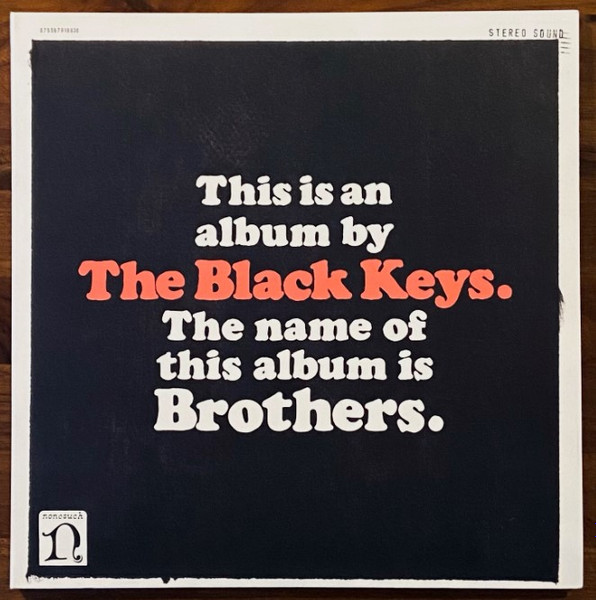 STEREO SOUND
This is an
album by
The Black Keys.
The name of
this album is
Brothers.
nonesuch
n